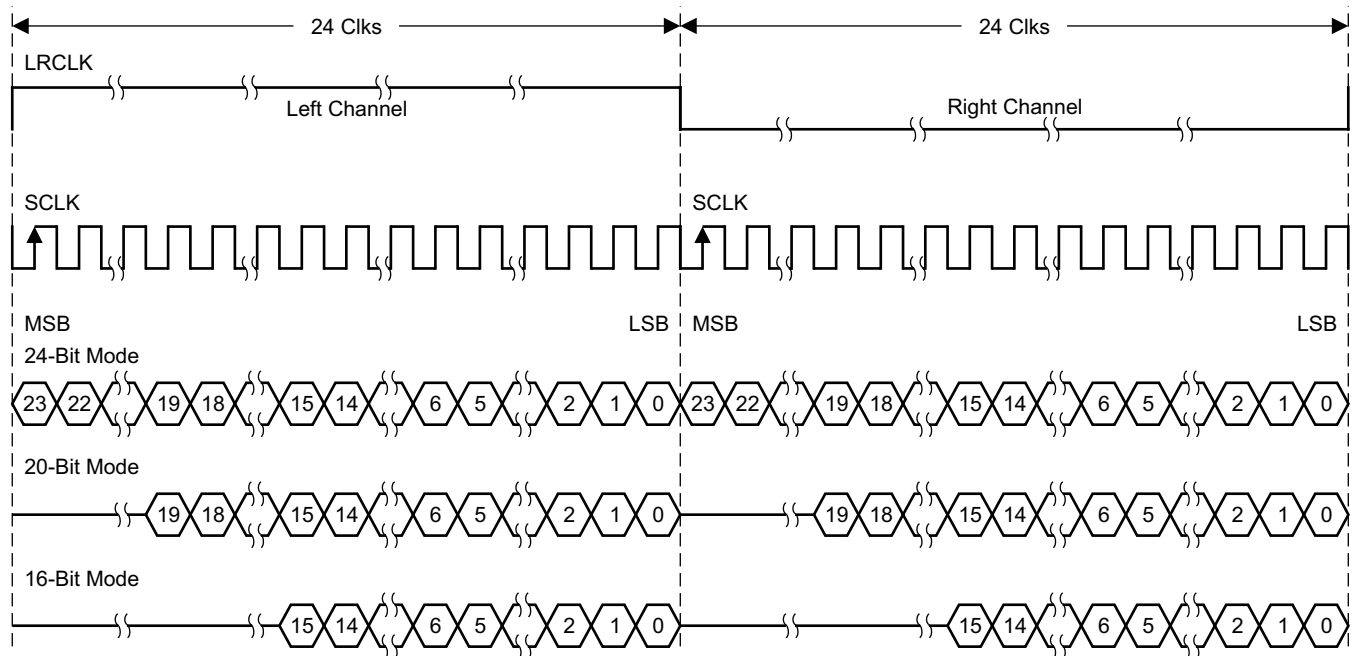 24 Clks 24 Clks
LRCLK
Left Channel Right Channel
SCLK SCLK
MSB LSB MSB LSB
24-Bit Mode
23 22 19 18 15 14 6 5 2 1 0 23 22 19 18 15 14 6 5 2 1 0
20-Bit Mode
19 18 15 14 6 5 2 1 0 19 18 15 14 6 5 2 1 0
16-Bit Mode
15 14 6 5 2 1 0 15 14 6 5 2 1 0